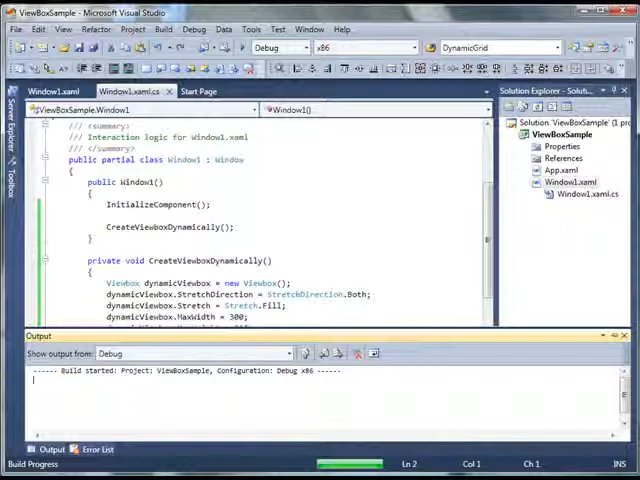 ViewBoxSample - Microsoft Visual Studio
File Edit View Refactor Project Build Debug Data Tools Test Window Help
Debug x86 DynamicGrid
Window1.xaml Window1.xaml.cs Start Page
Solution Explorer - Soluti...
ViewBoxSample.Window1 Window1()
Server Explorer
Toolbox
/// <summary>
/// Interaction logic for Window1.xaml
/// </summary>
public partial class Window1 : Window
{
public Window1()
{
InitializeComponent();
CreateViewboxDynamically();
}
private void CreateViewboxDynamically()
{
Viewbox dynamicViewbox = new Viewbox();
dynamicViewbox.StretchDirection = StretchDirection.Both;
dynamicViewbox.Stretch = Stretch.Fill;
dynamicViewbox.MaxWidth = 300;
Solution 'ViewBoxSample' (1 proj
ViewBoxSample
Properties
References
App.xaml
Window1.xaml
Window1.xaml.cs
Output
Show output from: Debug
------ Build started: Project: ViewBoxSample, Configuration: Debug x86 ------
Output Error List
Build Progress Ln 2 Col 1 Ch 1 INS